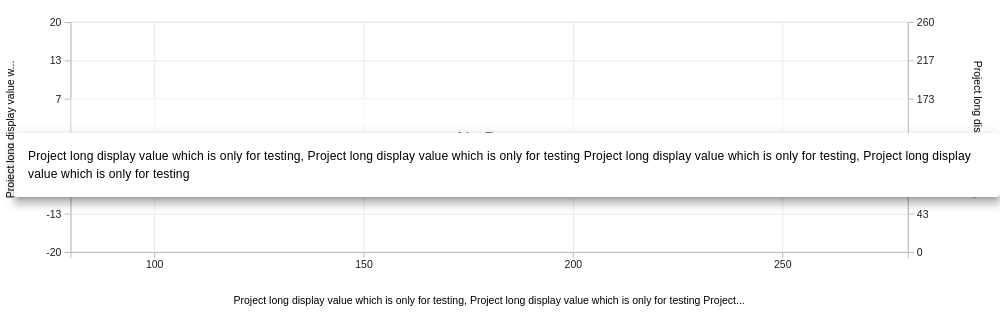 20
260
13
217
7
173
Project long display value w...
Project long dis
Project long display value which is only for testing, Project long display value which is only for testing Project long display value which is only for testing, Project long display
value which is only for testing
-13
43
-20
0
100
150
200
250
Project long display value which is only for testing, Project long display value which is only for testing Project...